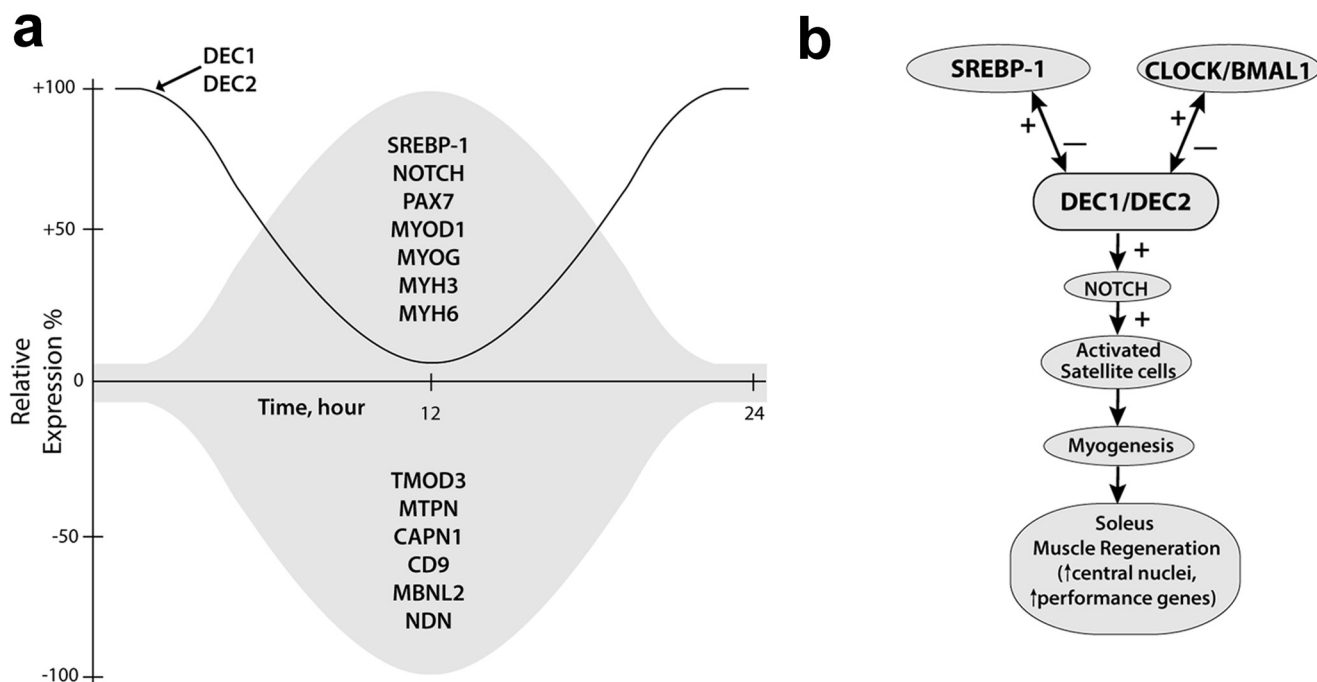 a
DEC1
DEC2
+100
+50
0
-50
-100
Relative
Expression %
SREBP-1
NOTCH
PAX7
MYOD1
MYOG
MYH3
MYH6
Time, hour
12
24
TMOD3
MTPN
CAPN1
CD9
MBNL2
NDN
b
SREBP-1
CLOCK/BMAL1
+
—
+
—
DEC1/DEC2
+
NOTCH
+
Activated
Satellite cells
Myogenesis
Soleus
Muscle Regeneration
(↑central nuclei,
↑performance genes)